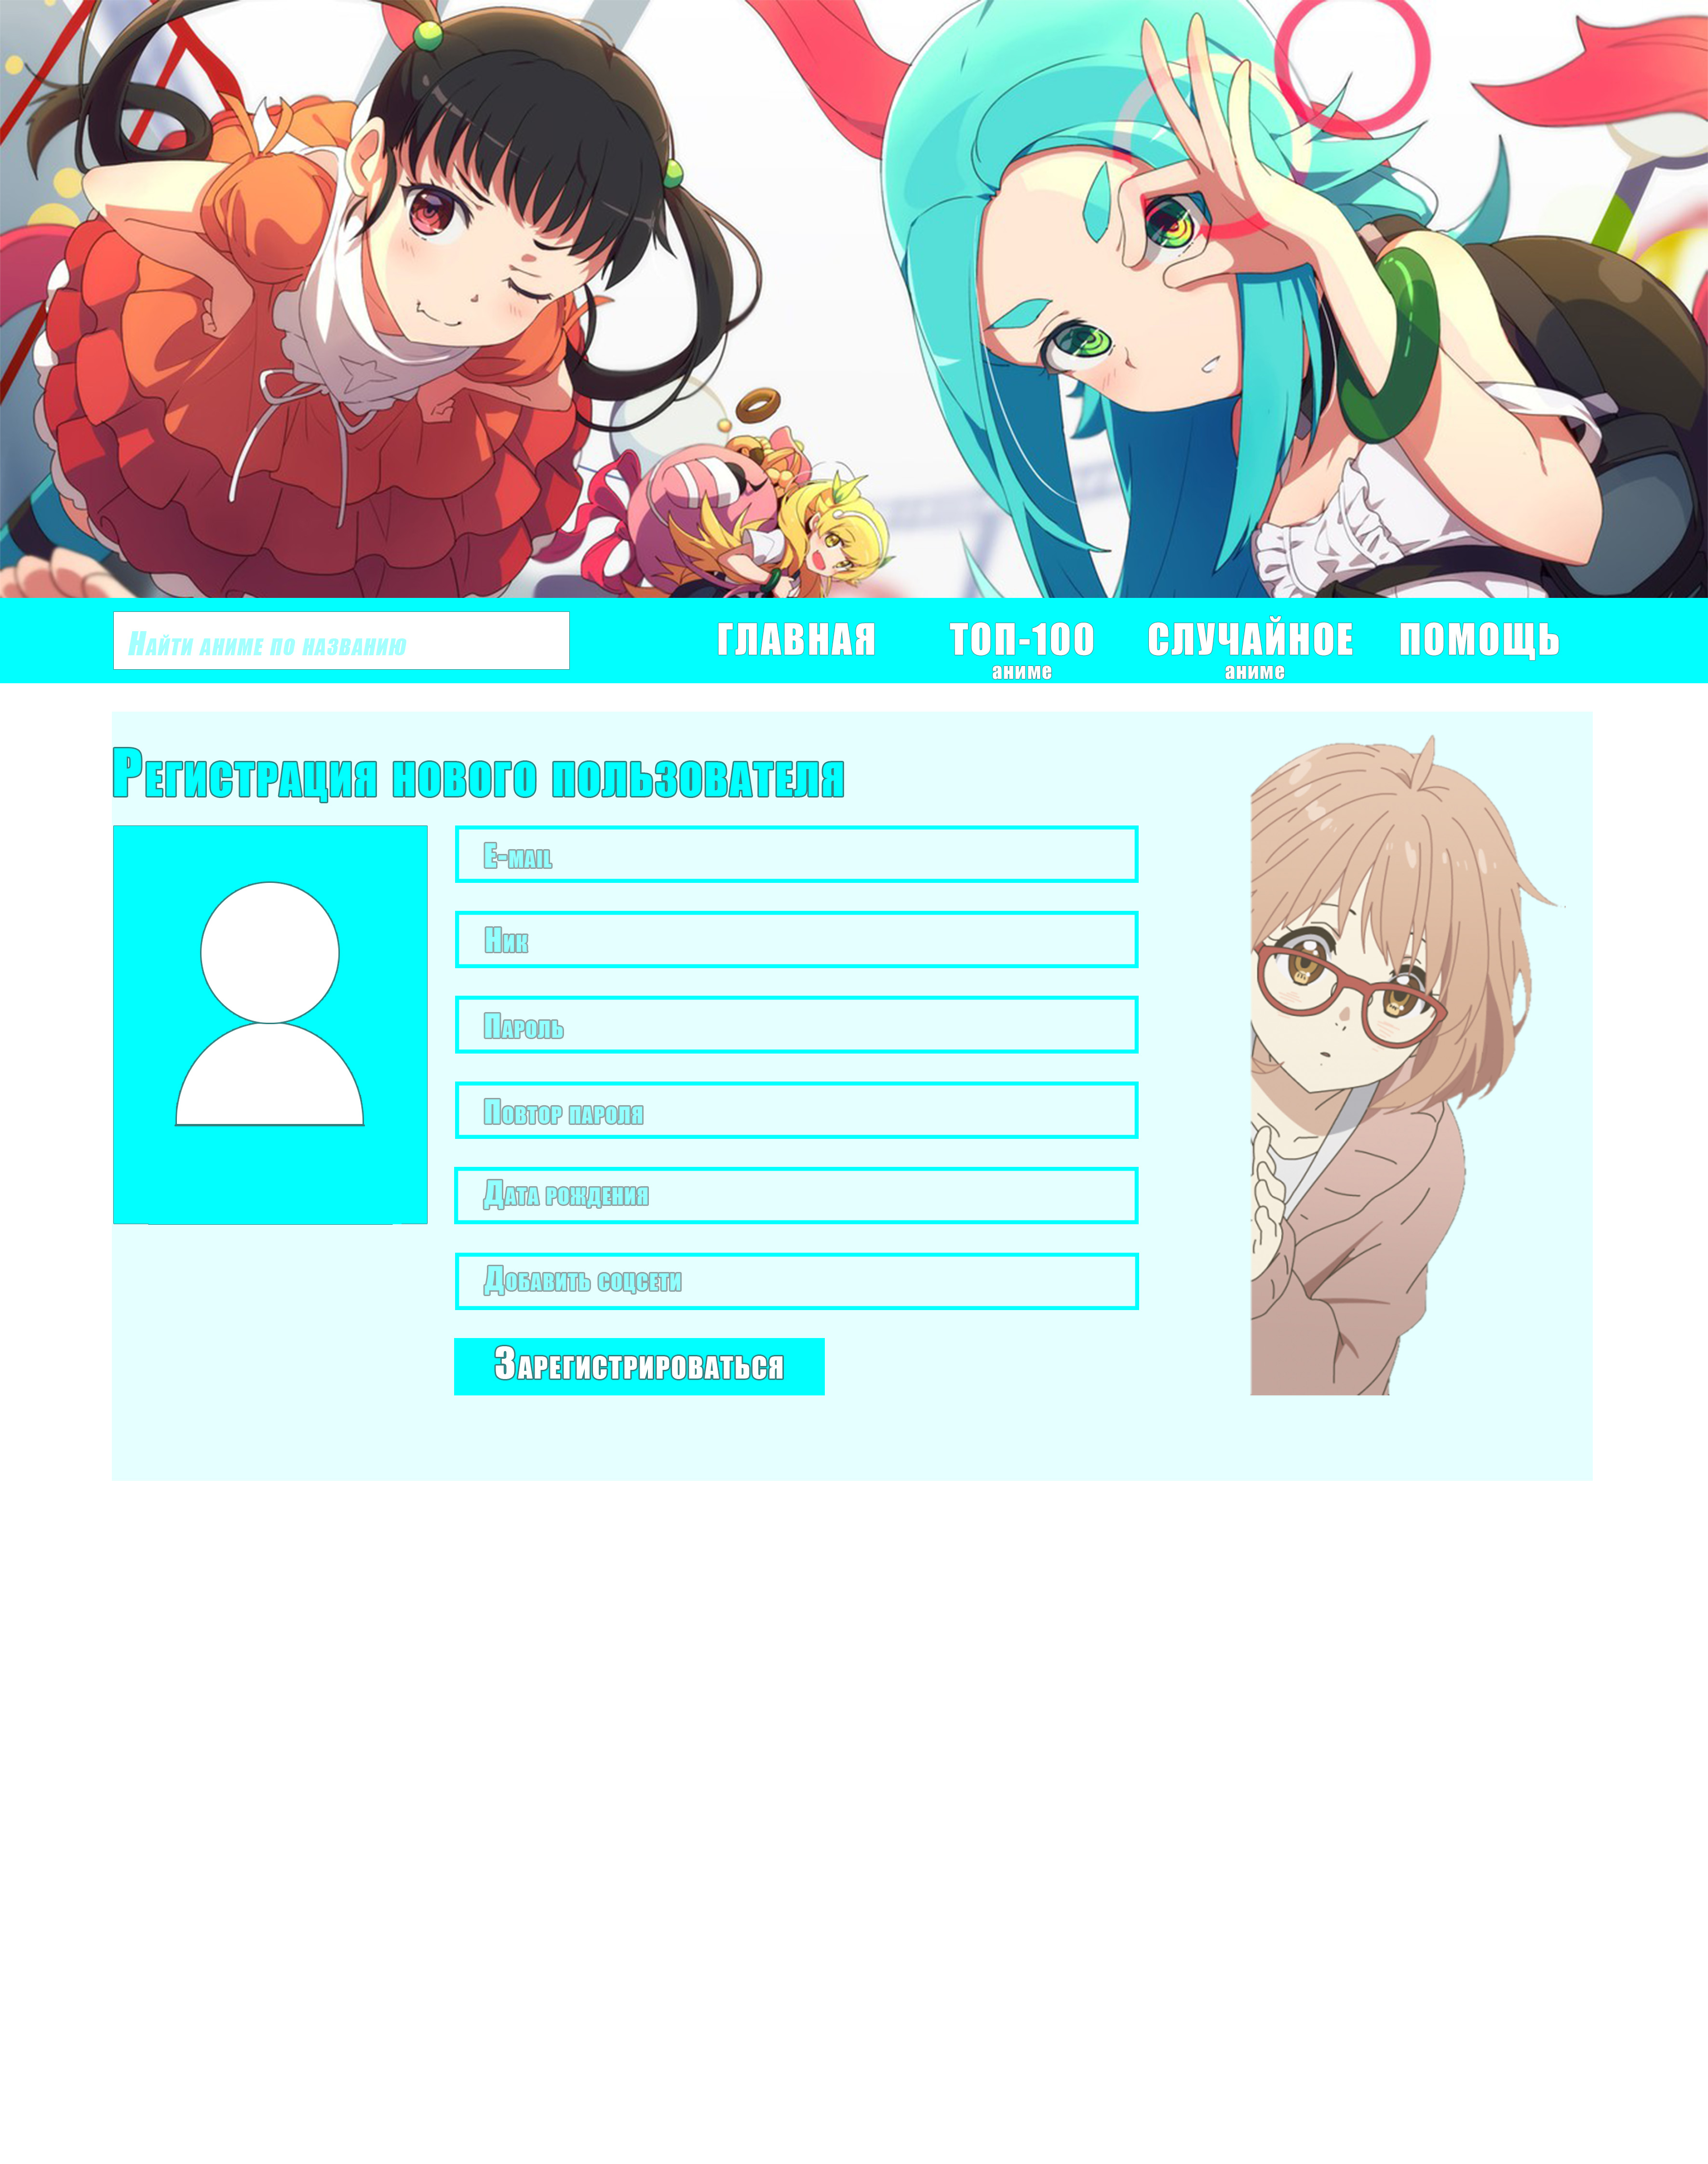 Найти аниме по названию
ГЛАВНАЯ
ТОП-100
аниме
СЛУЧАЙНОЕ
аниме
ПОМОЩЬ
Регистрация нового пользователя
E-mail
Ник
Пароль
Повтор пароля
Дата рождения
Добавить соцсети
Зарегистрироваться